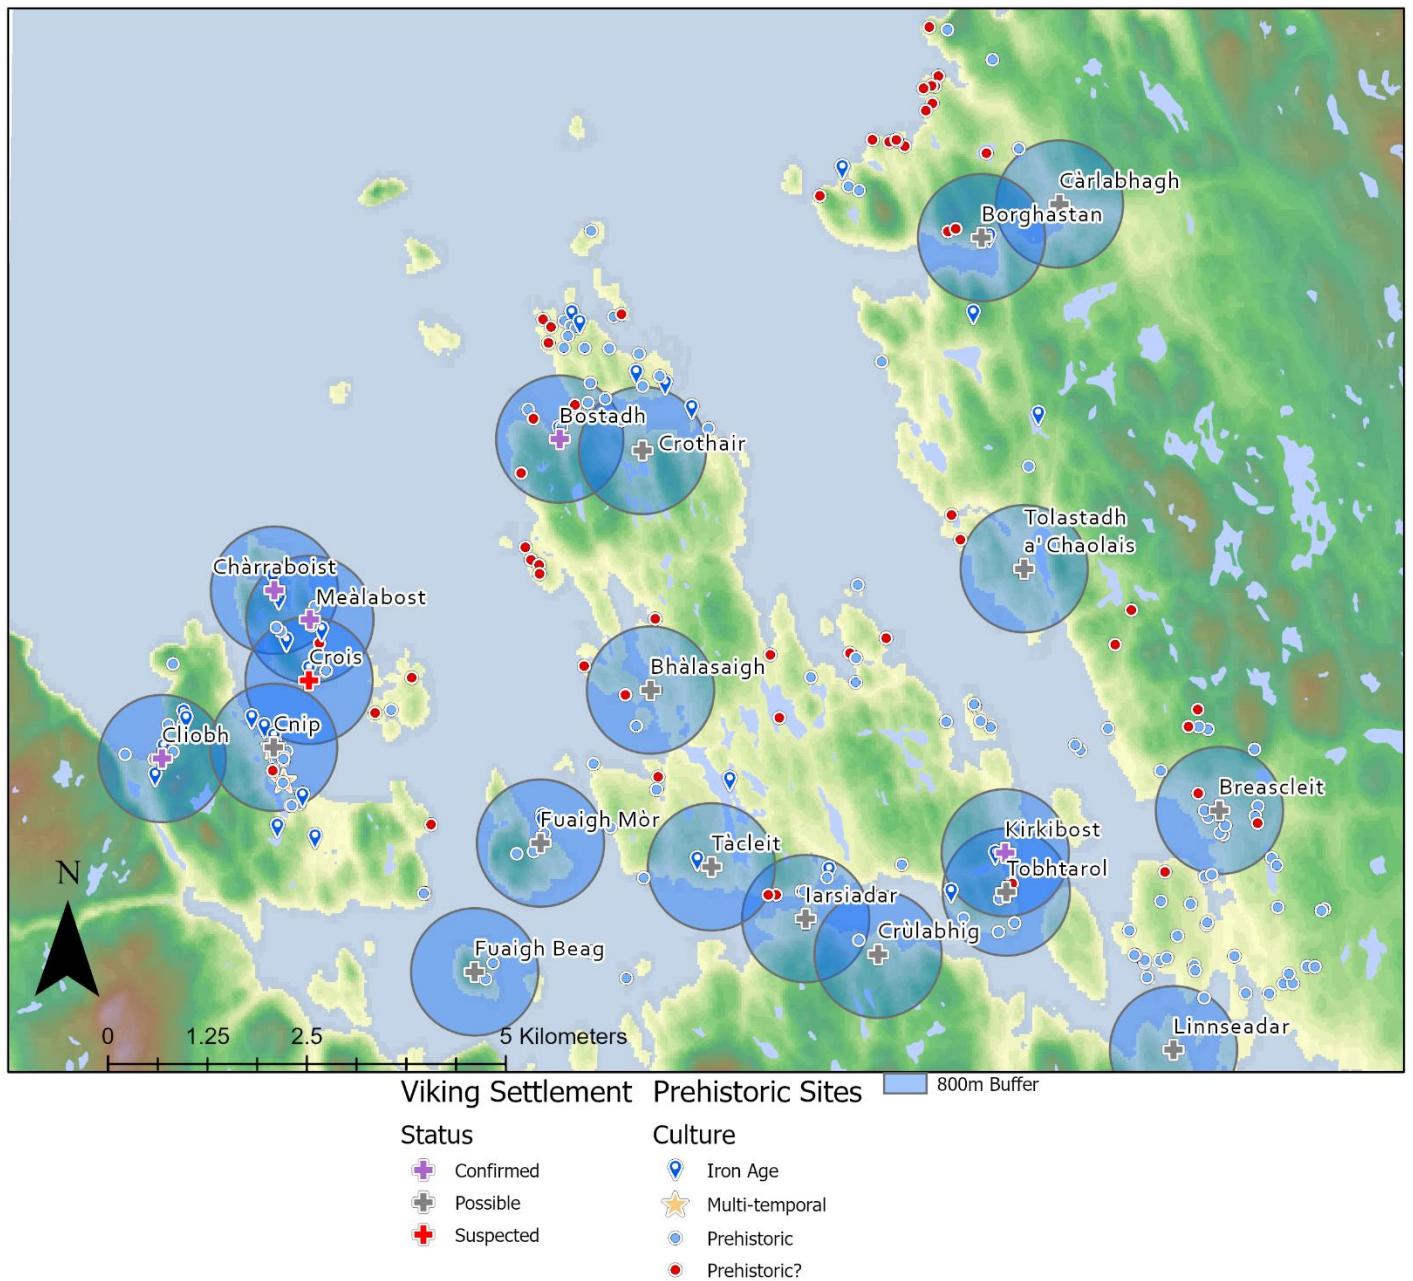 Càrlabhagh
Borghastan
Bostadh
Crothair
Tolastadh
a' Chaolais
Chàrraboist
Meàlabost
Crois
Bhàlasaigh
Cnip
Cliobh
Breascleit
Fuaigh Mòr
Kirkibost
Tàcleit
Tobhtarol
N
Iarsiadar
Crùlabhig
Fuaigh Beag
Linnseadar
0 1.25 2.5 5 Kilometers
Viking Settlement
Status
Confirmed
Possible
Suspected
Prehistoric Sites
Culture
Iron Age
Multi-temporal
Prehistoric
Prehistoric?
800m Buffer